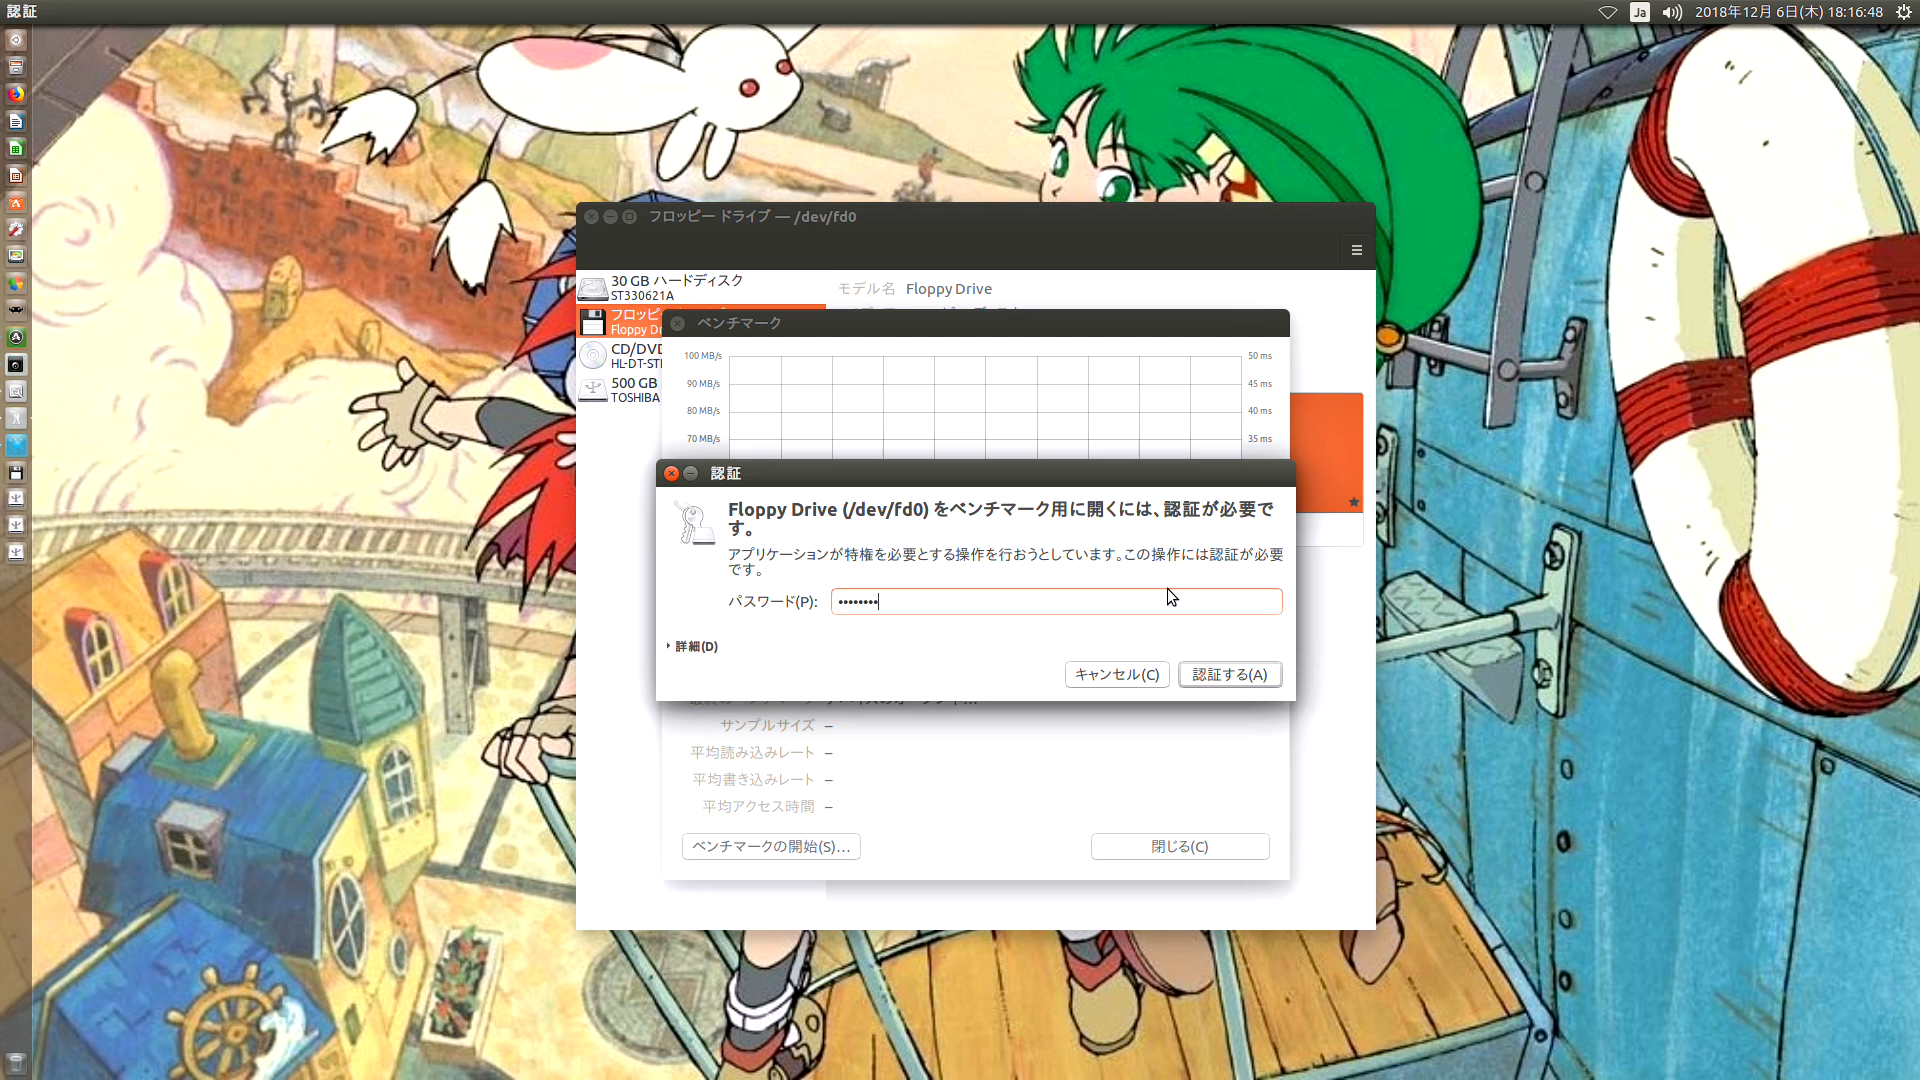 認証
Ja
2018年12月 6日(木) 18:16:48
フロッピー ドライブ — /dev/fd0
30 GB ハードディスク
ST330621A
モデル名 Floppy Drive
フロッピ
Floppy Dr
ベンチマーク
CD/DVD
HL-DT-ST
500 GB
TOSHIBA
100 MB/s
50 ms
90 MB/s
45 ms
80 MB/s
40 ms
70 MB/s
35 ms
認証
Floppy Drive (/dev/fd0) をベンチマーク用に開くには、認証が必要で
す。
アプリケーションが特権を必要とする操作を行おうとしています。この操作には認証が必要
です。
パスワード(P): ••••••••
詳細(D)
キャンセル(C)
認証する(A)
サンプルサイズ –
平均読み込みレート –
平均書き込みレート –
平均アクセス時間 –
ベンチマークの開始(S)...
閉じる(C)